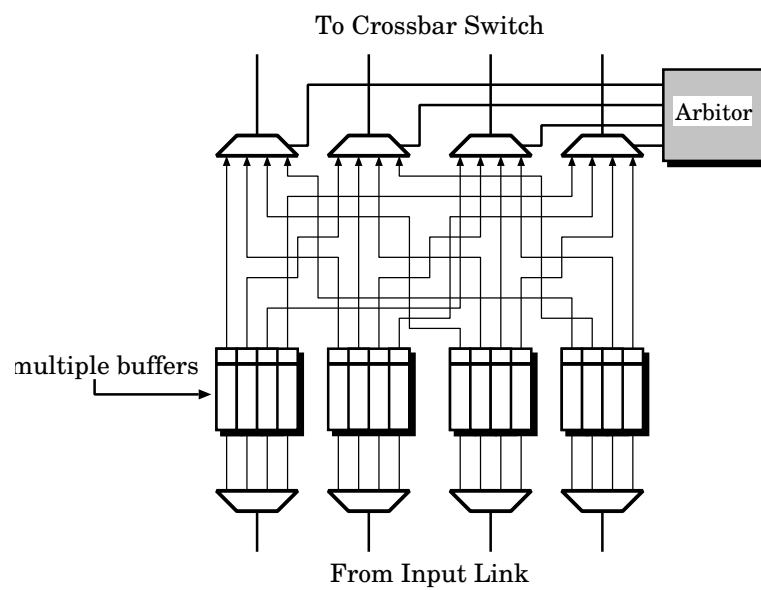 To Crossbar Switch
Arbitor
multiple buffers
From Input Link